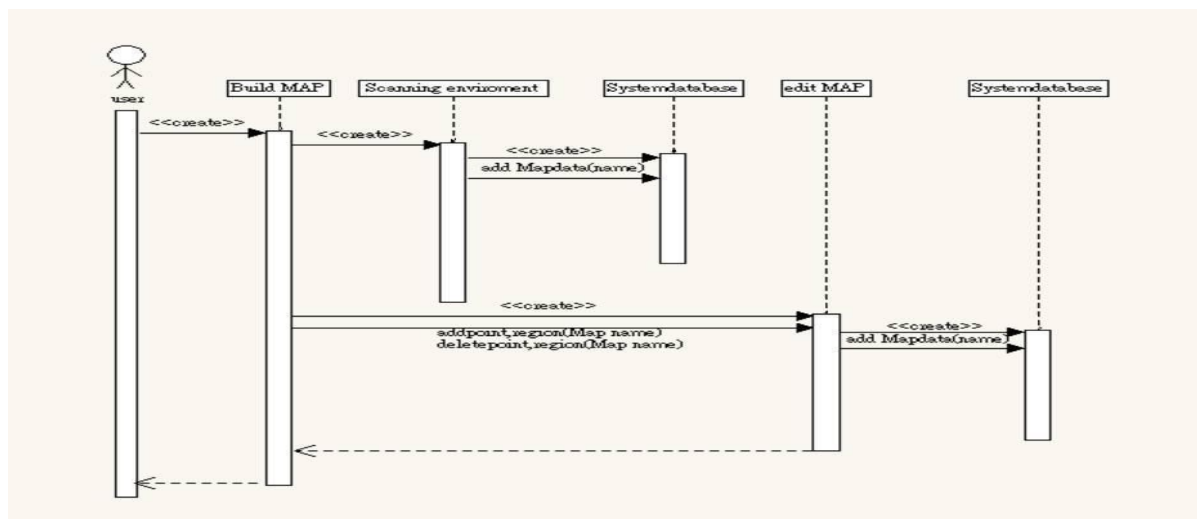 user
Build MAP
Scanning enviroment
Systemdatabase
edit MAP
Systemdatabase
<<create>>
<<create>>
<<create>>
add Mapdata(name)
<<create>>
addpoint,region(Map name)
deletepoint,region(Map name)
<<create>>
add Mapdata(name)